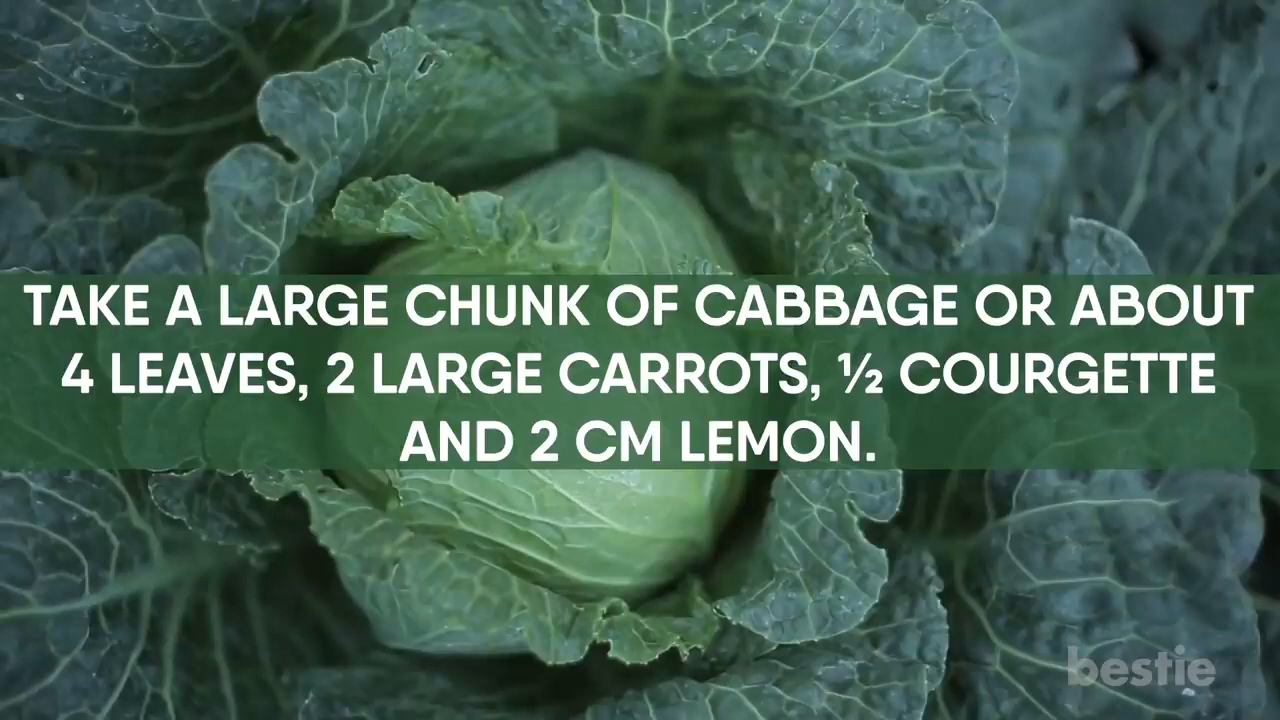 TAKE A LARGE CHUNK OF CABBAGE OR ABOUT
4 LEAVES, 2 LARGE CARROTS, ½ COURGETTE
AND 2 CM LEMON.
bestie